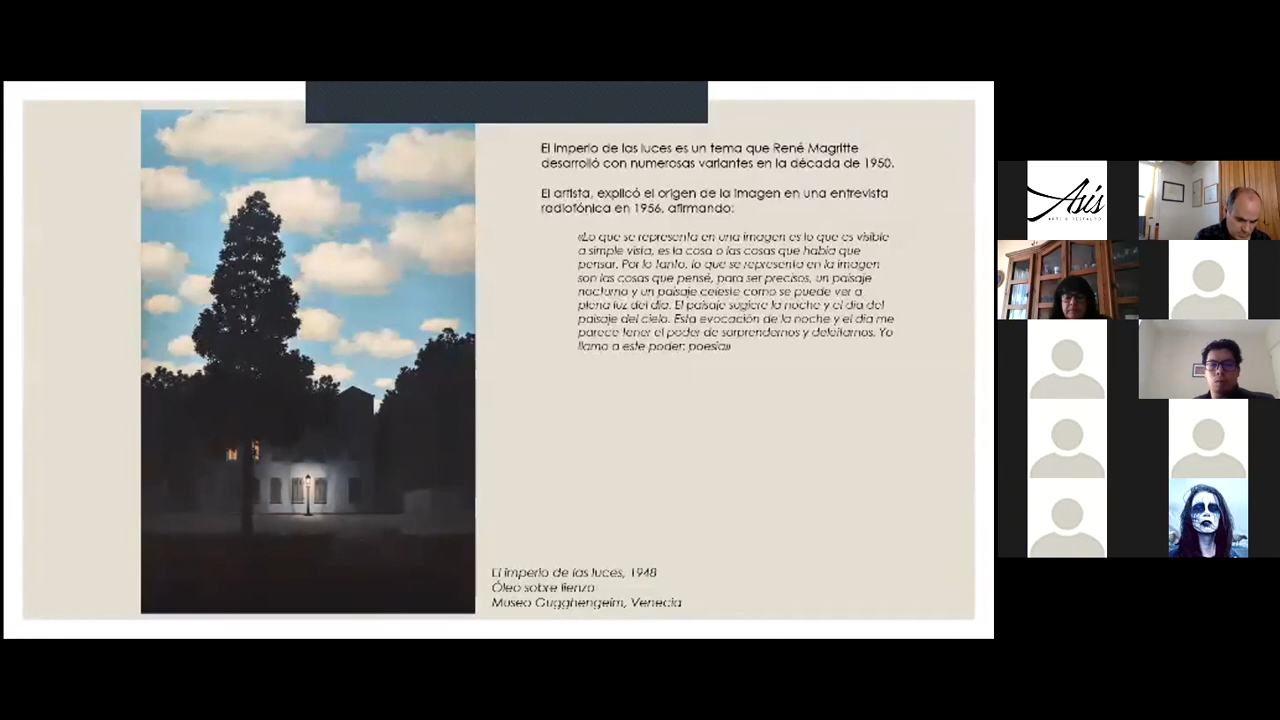 El imperio de las luces es un tema que René Magritte
desarrolló con numerosas variantes en la década de 1950.
El artista, explicó el origen de la imagen en una entrevista
radiofónica en 1956, afirmando:
«Lo que se representa en una imagen es lo que es visible
a simple vista, es la cosa o las cosas que había que
pensar. Por lo tanto, lo que se representa en la imagen
son las cosas que pensé, para ser precisos, un paisaje
nocturno y un paisaje celeste como se puede ver a
plena luz del día. El paisaje sugiere la noche y el día del
paisaje del cielo. Esta evocación de la noche y el día me
parece tener el poder de sorprendernos y deleitarnos. Yo
llamo a este poder: poesía»
El imperio de las luces, 1948
Óleo sobre lienzo
Museo Gugghengeim, Venecia
Asis